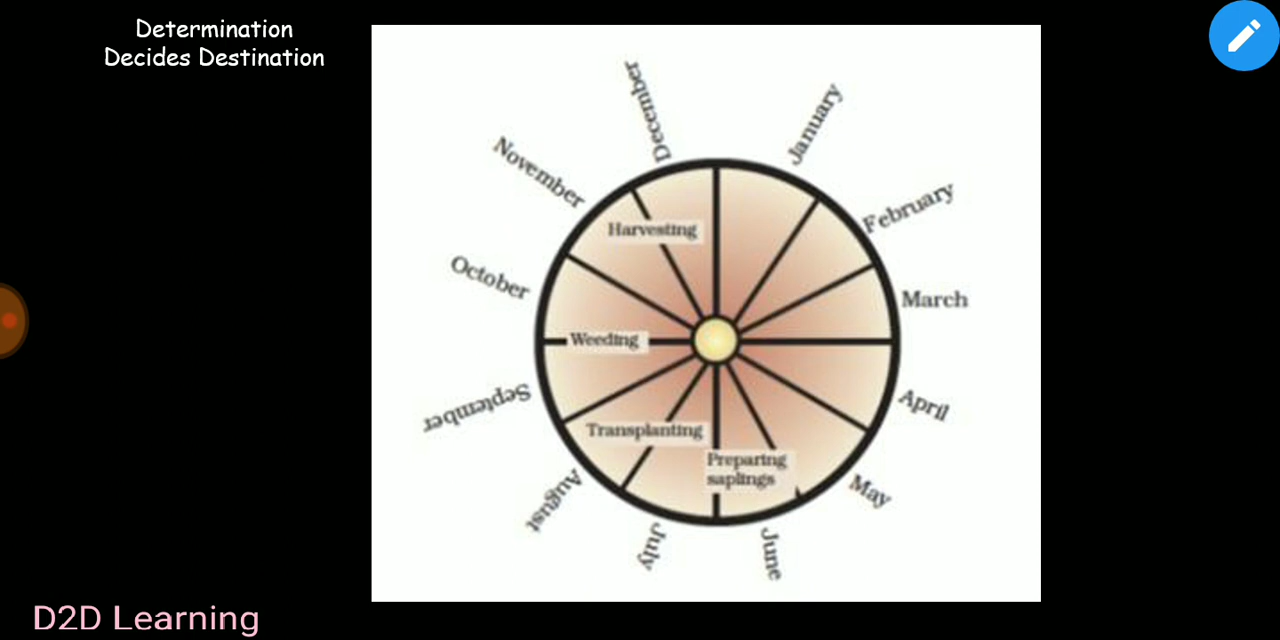 Determination
Decides Destination
December
January
November
February
Harvesting
October
March
Weeding
September
April
Transplanting
Preparing
saplings
August
May
July
June
D2D Learning